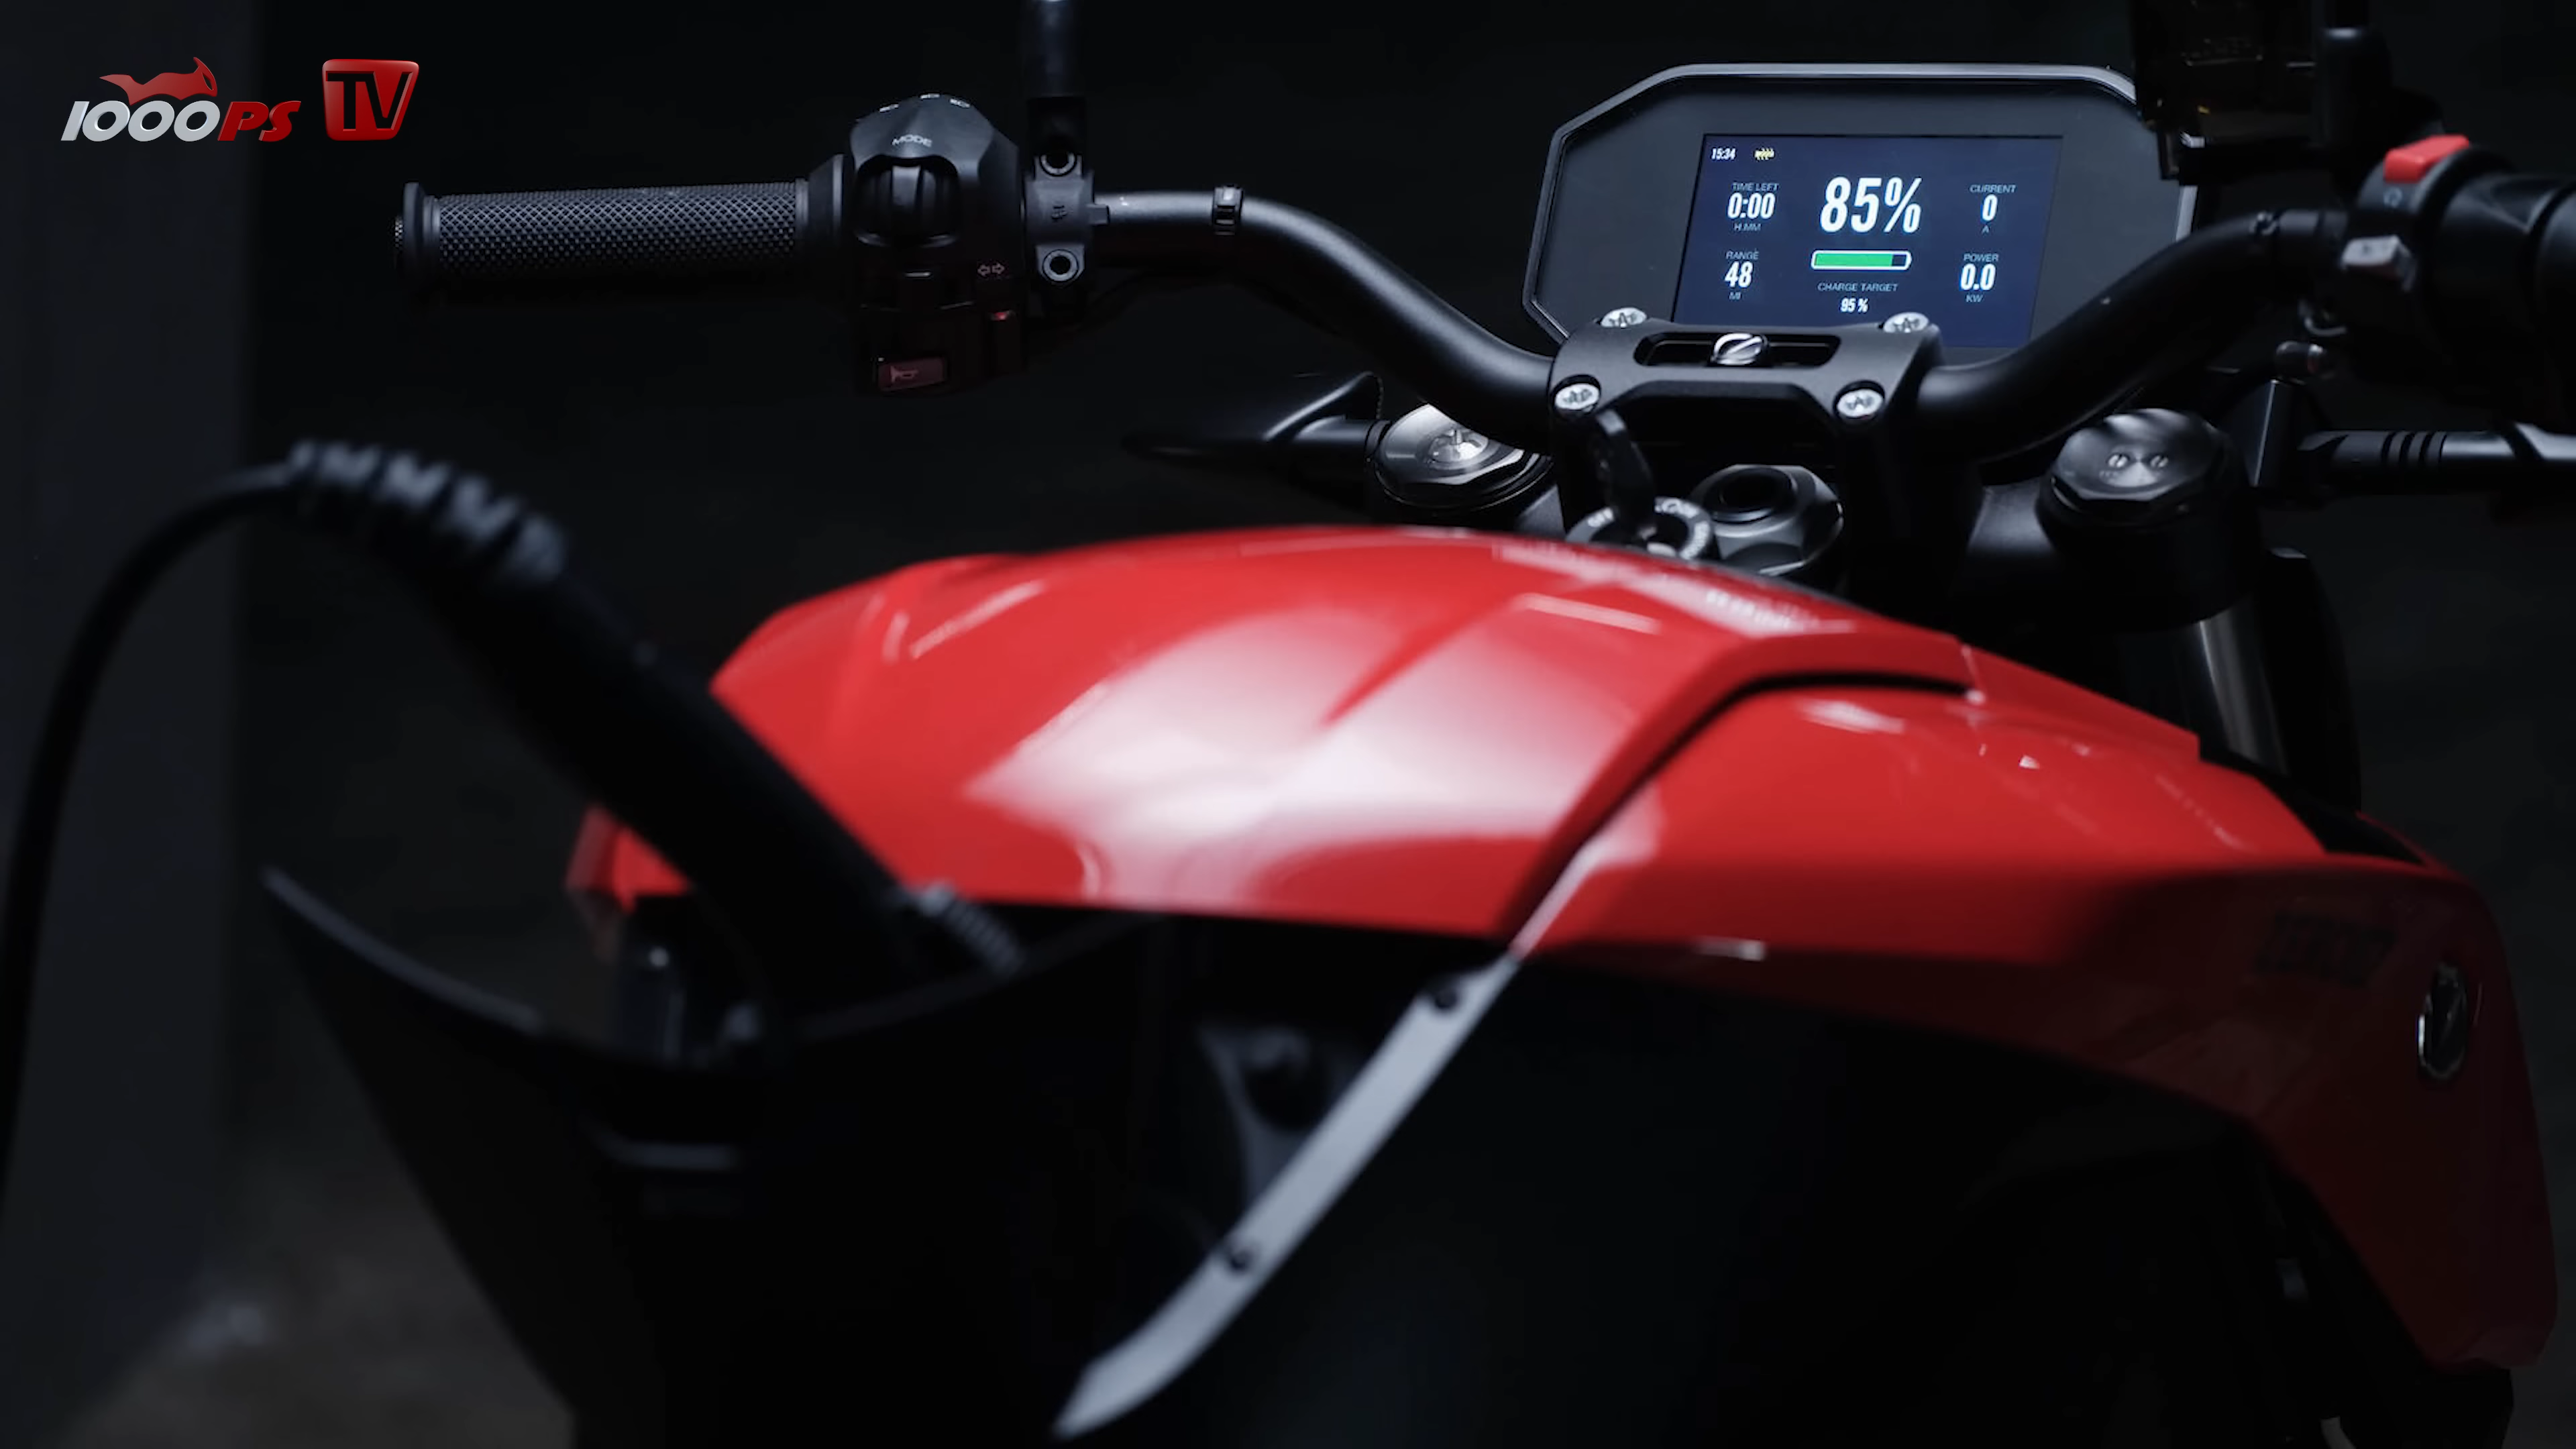 1000PS TV
MODE
15:34
TIME LEFT
0:00
H:MM
85%
CURRENT
0
A
RANGE
48
MI
POWER
0.0
KW
CHARGE TARGET
95 %